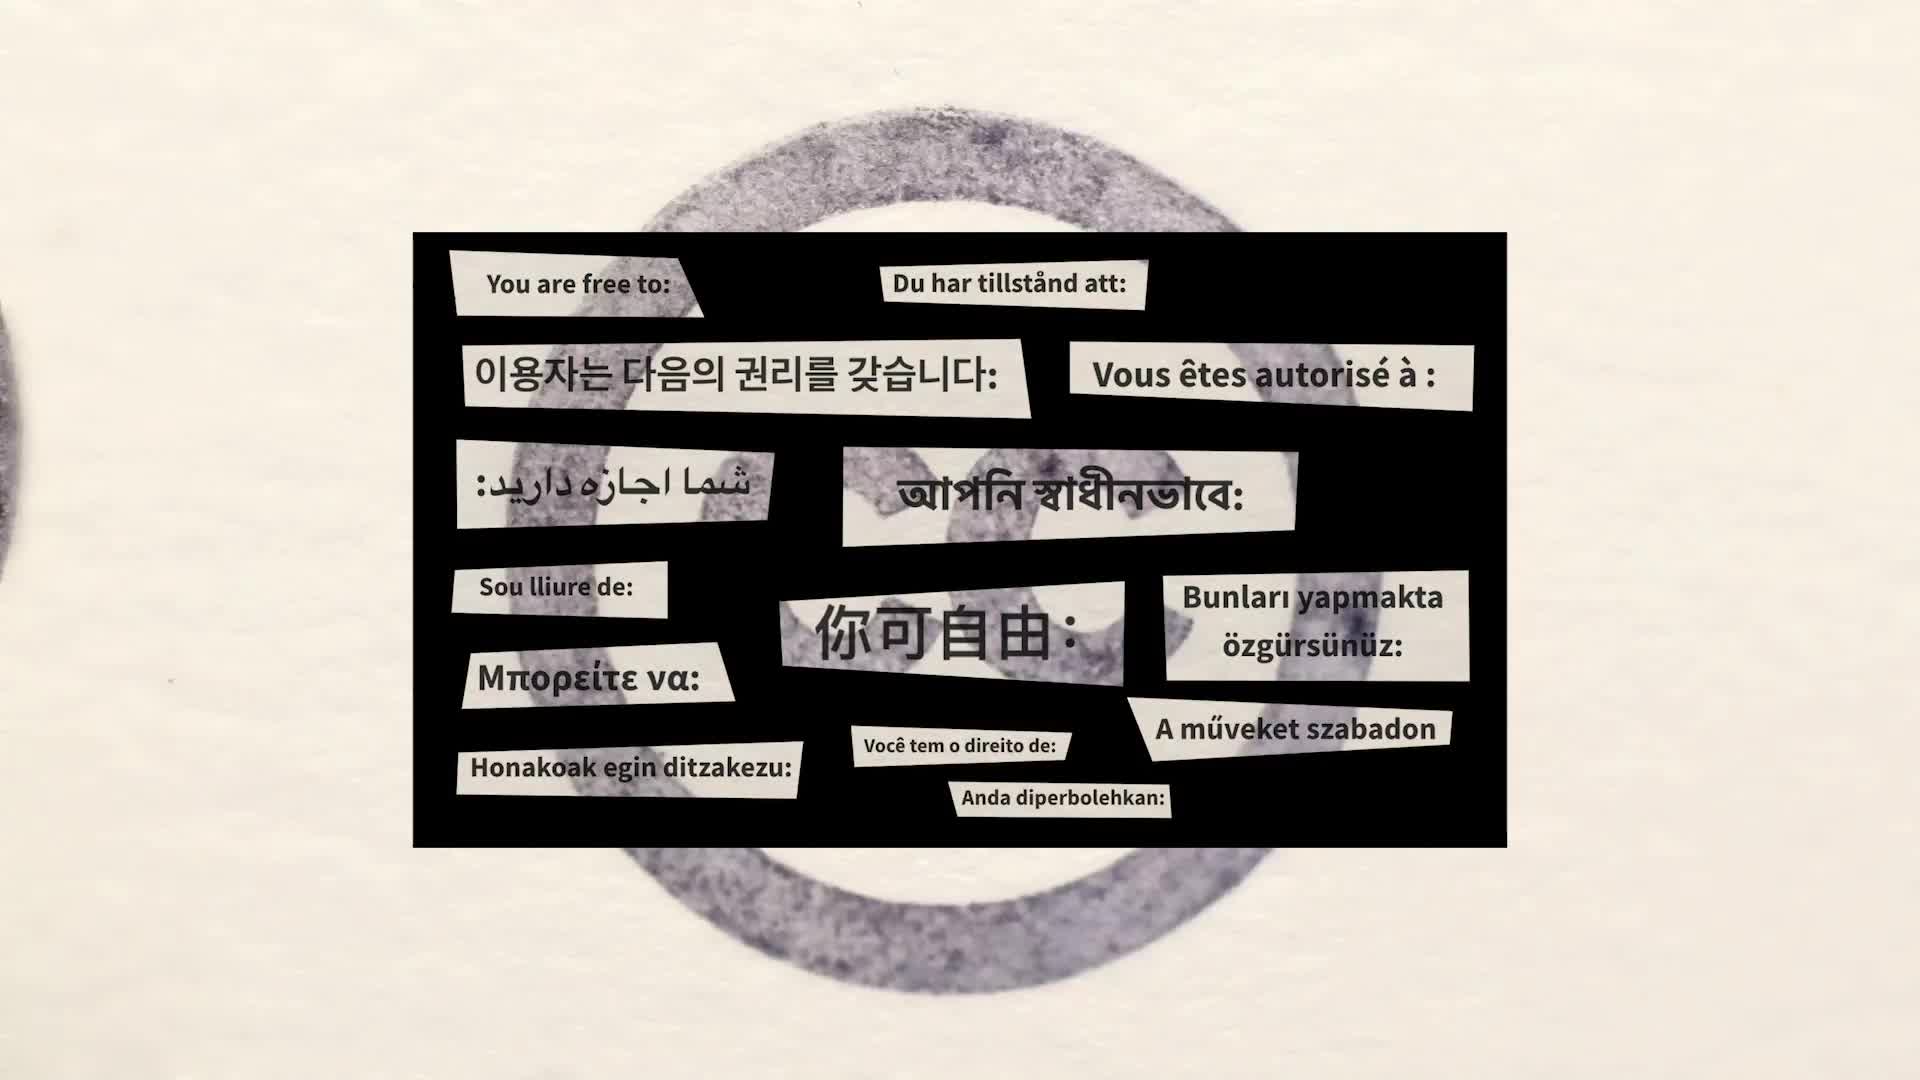 You are free to:
Du har tillstånd att:
이용자는 다음의 권리를 갖습니다:
Vous êtes autorisé à :
شما اجازه دارید:
আপনি স্বাধীনভাবে:
Sou lliure de:
你可自由：
Bunları yapmakta
özgürsünüz:
Μπορείτε να:
A műveket szabadon
Você tem o direito de:
Honakoak egin ditzakezu:
Anda diperbolehkan: